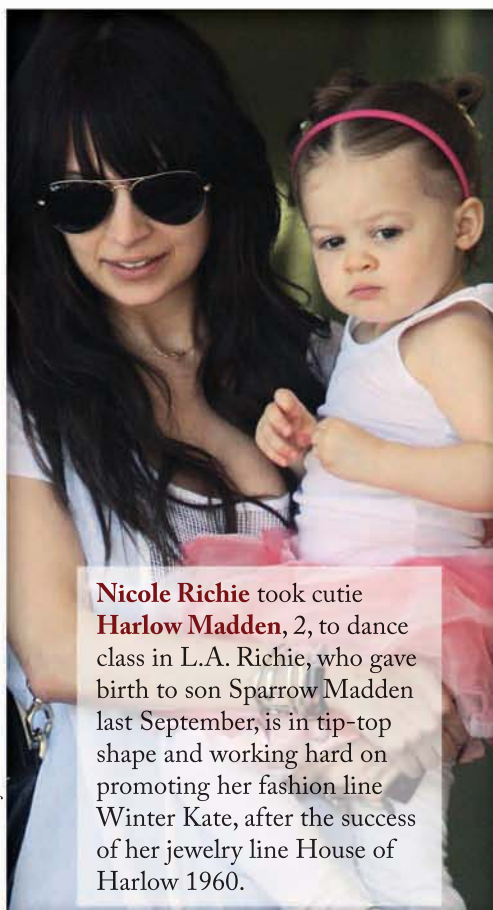 Nicole Richie took cutie
Harlow Madden, 2, to dance
class in L.A. Richie, who gave
birth to son Sparrow Madden
last September, is in tip-top
shape and working hard on
promoting her fashion line
Winter Kate, after the success
of her jewelry line House of
Harlow 1960.